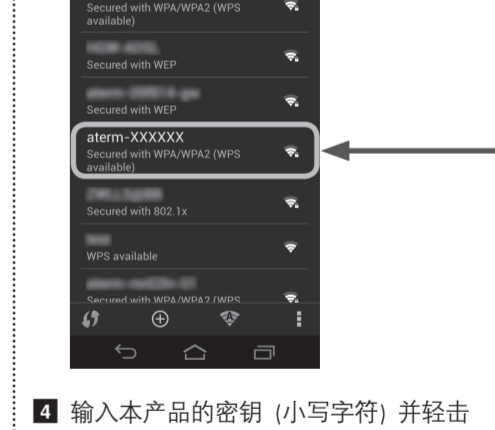 Secured with WPA/WPA2 (WPS
available)
Secured with WEP
Secured with WEP
aterm-XXXXXX
Secured with WPA/WPA2 (WPS
available)
Secured with 802.1x
WPS available
Secured with WPA/WPA2 (WPS
4 输入本产品的密钥 (小写字符) 并轻击